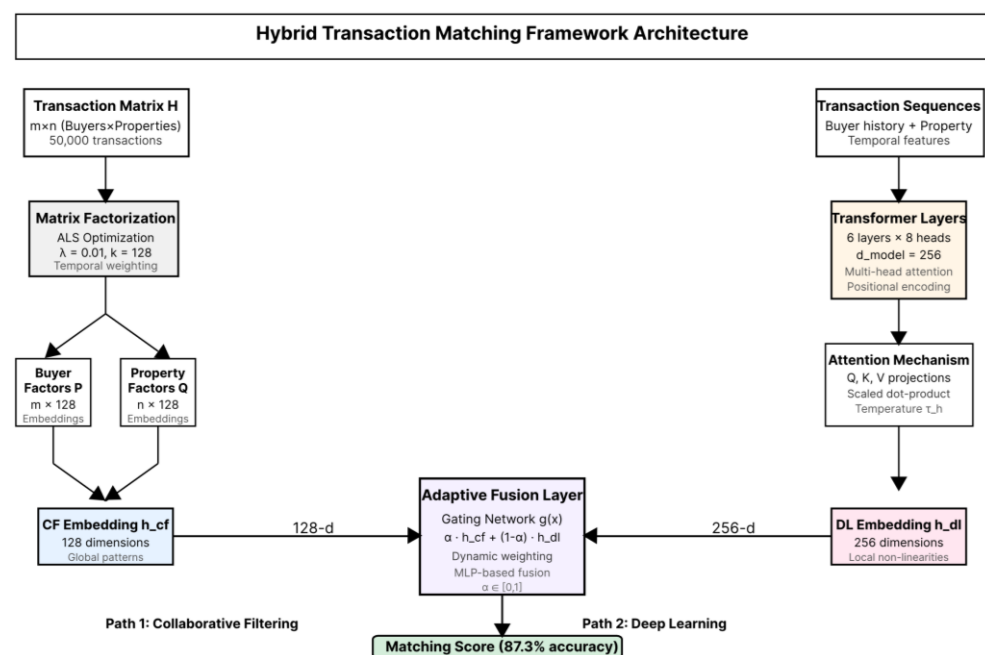 Hybrid Transaction Matching Framework Architecture
Transaction Matrix H
m×n (Buyers×Properties)
50,000 transactions
Matrix Factorization
ALS Optimization
λ = 0.01, k = 128
Temporal weighting
Buyer
Factors P
m × 128
Embeddings
Property
Factors Q
n × 128
Embeddings
CF Embedding h_cf
128 dimensions
Global patterns
128-d
Transaction Sequences
Buyer history + Property
Temporal features
Transformer Layers
6 layers × 8 heads
d_model = 256
Multi-head attention
Positional encoding
Attention Mechanism
Q, K, V projections
Scaled dot-product
Temperature τ_h
DL Embedding h_dl
256 dimensions
Local non-linearities
256-d
Adaptive Fusion Layer
Gating Network g(x)
α · h_cf + (1-α) · h_dl
Dynamic weighting
MLP-based fusion
α ∈ [0,1]
Path 1: Collaborative Filtering
Path 2: Deep Learning
Matching Score (87.3% accuracy)